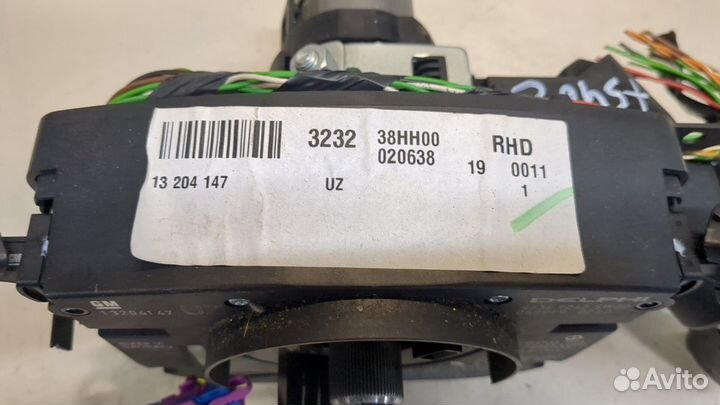 3232 38HH00 RHD
020638 19 0011
13 204 147 UZ 1
GM
13204147
DELPHI
Avito